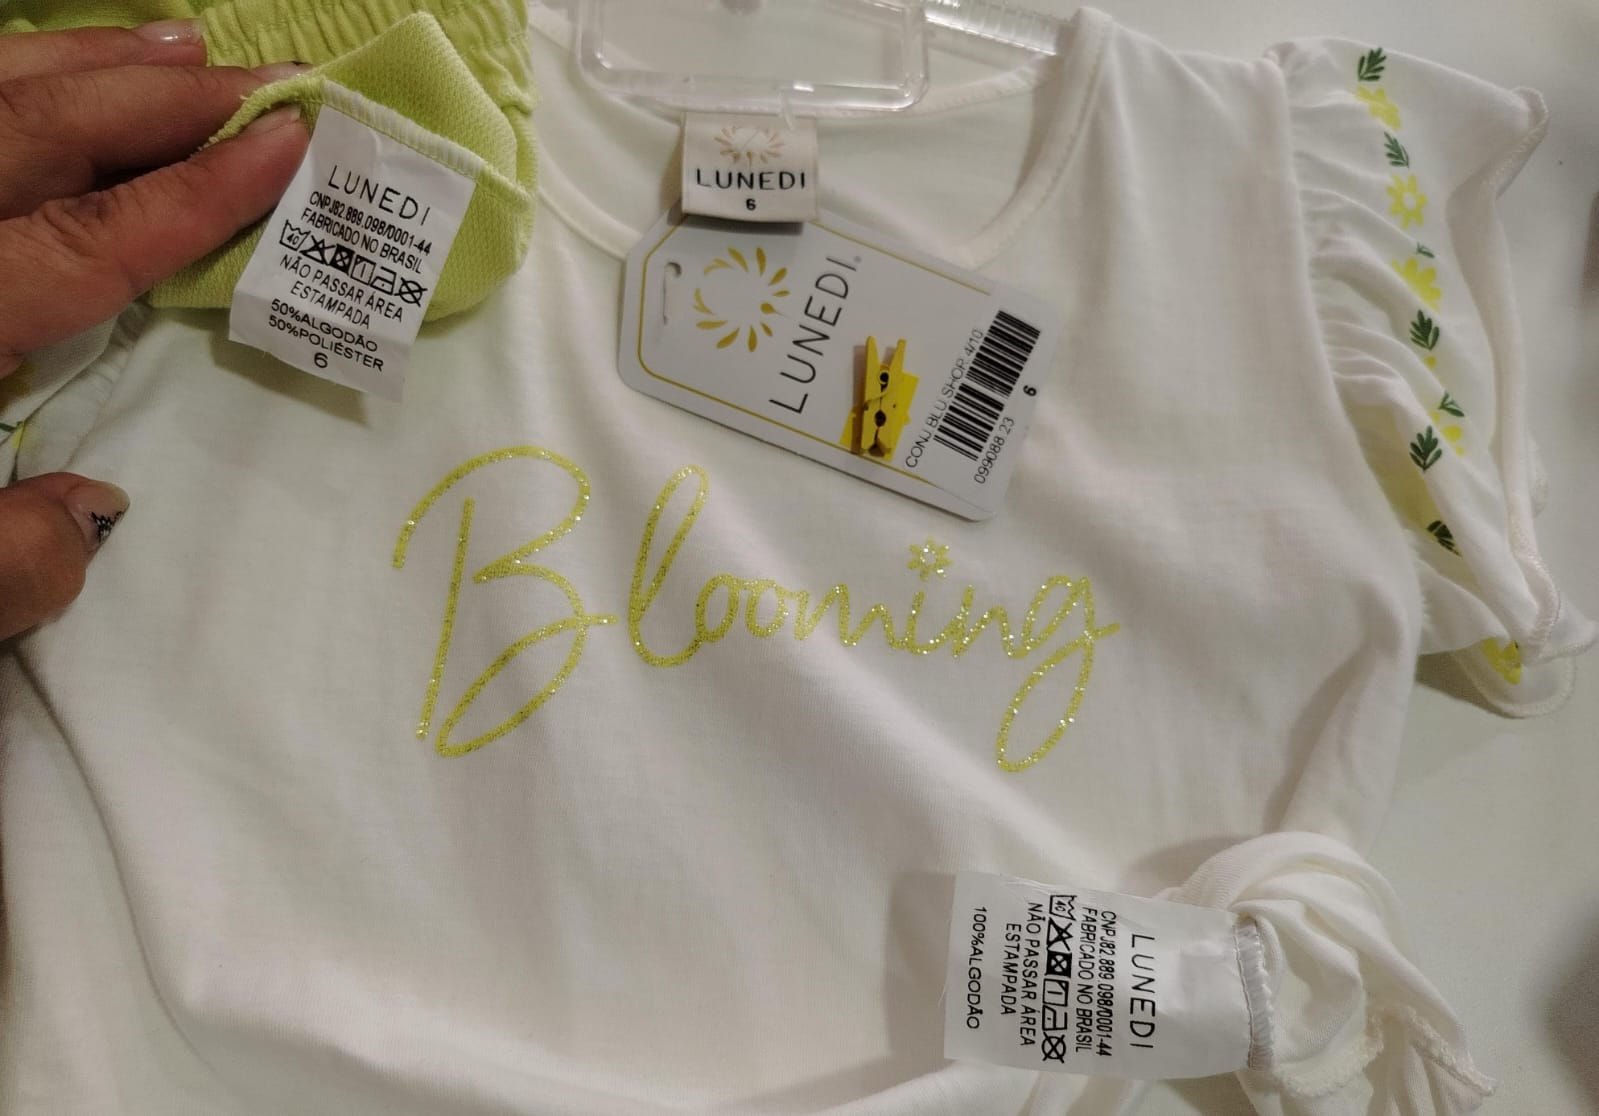 LUNEDI
CNPJ82.889.098/0001-44
FABRICADO NO BRASIL
40
NÃO PASSAR ÁREA
ESTAMPADA
50%ALGODÃO
50%POLIÉSTER
6
LUNEDI
6
LUNEDI
CONJ BLU SHOP. 4/10
099088 23
6
Blooming
LUNEDI
CNPJ82.889.098/0001-44
FABRICADO NO BRASIL
40
NÃO PASSAR ÁREA
ESTAMPADA
100%ALGODÃO